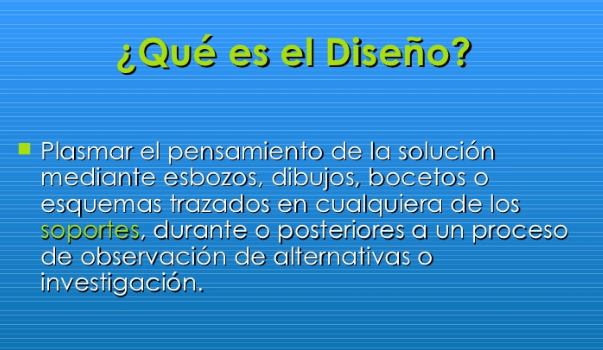 ¿Qué es el Diseño?
Plasmar el pensamiento de la solución
mediante esbozos, dibujos, bocetos o
esquemas trazados en cualquiera de los
soportes, durante o posteriores a un proceso
de observación de alternativas o
investigación.